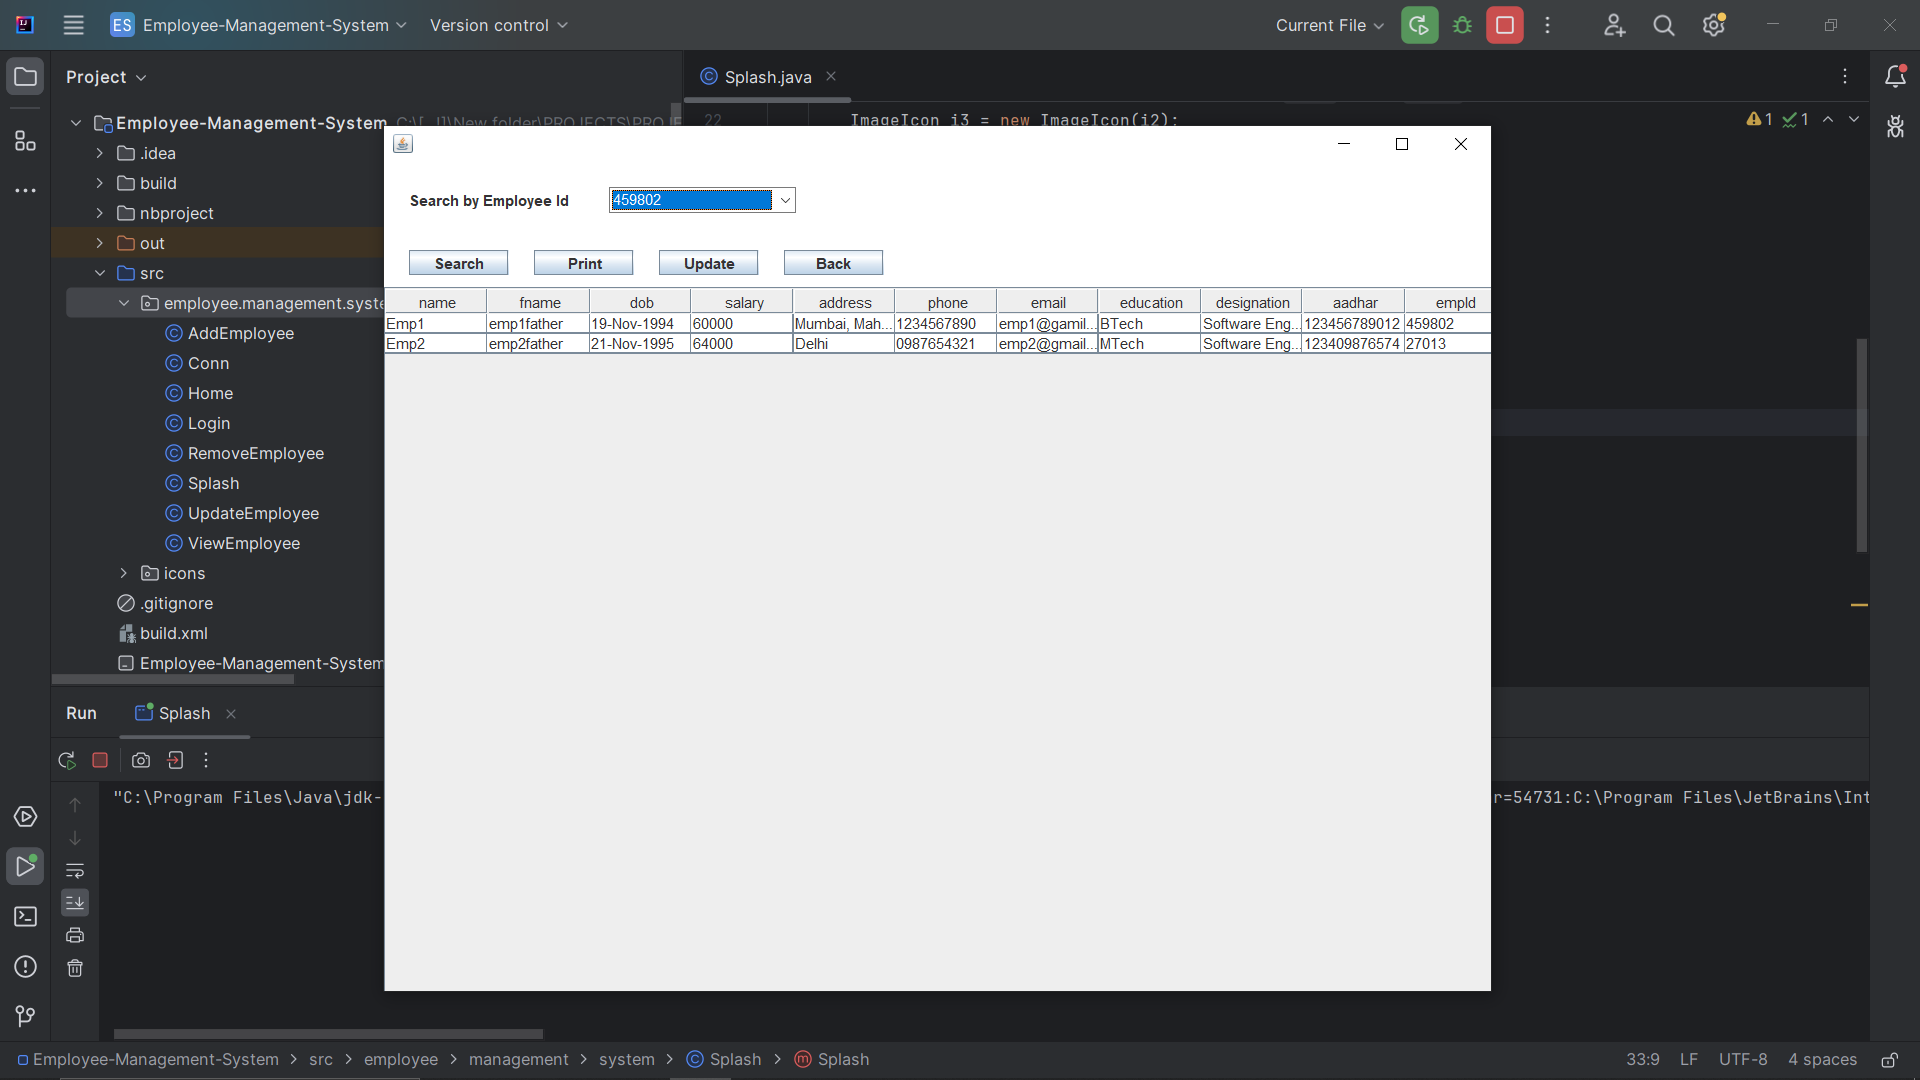 ES Employee-Management-System Version control Current File
Project
Splash.java
Employee-Management-System
22 ImageIcon i3 = new ImageIcon(i2);
1 1
.idea
build
nbproject
out
src
employee.management.syste
AddEmployee
Conn
Home
Login
RemoveEmployee
Splash
UpdateEmployee
ViewEmployee
icons
.gitignore
build.xml
Employee-Management-System
Search by Employee Id 459802
Search Print Update Back
name fname dob salary address phone email education designation aadhar empId
Emp1 emp1father 19-Nov-1994 60000 Mumbai, Mah... 1234567890 emp1@gamil... BTech Software Eng... 123456789012 459802
Emp2 emp2father 21-Nov-1995 64000 Delhi 0987654321 emp2@gmail... MTech Software Eng... 123409876574 27013
Run Splash
"C:\Program Files\Java\jdk- r=54731:C:\Program Files\JetBrains\Int
Employee-Management-System > src > employee > management > system > Splash > Splash
33:9 LF UTF-8 4 spaces